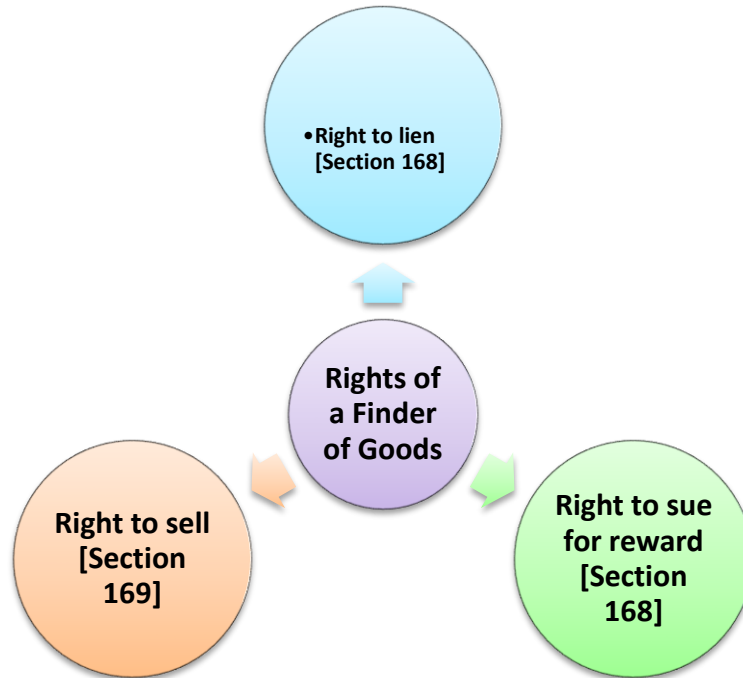 •Right to lien
[Section 168]
Rights of
a Finder
of Goods
Right to sell
[Section
169]
Right to sue
for reward
[Section
168]